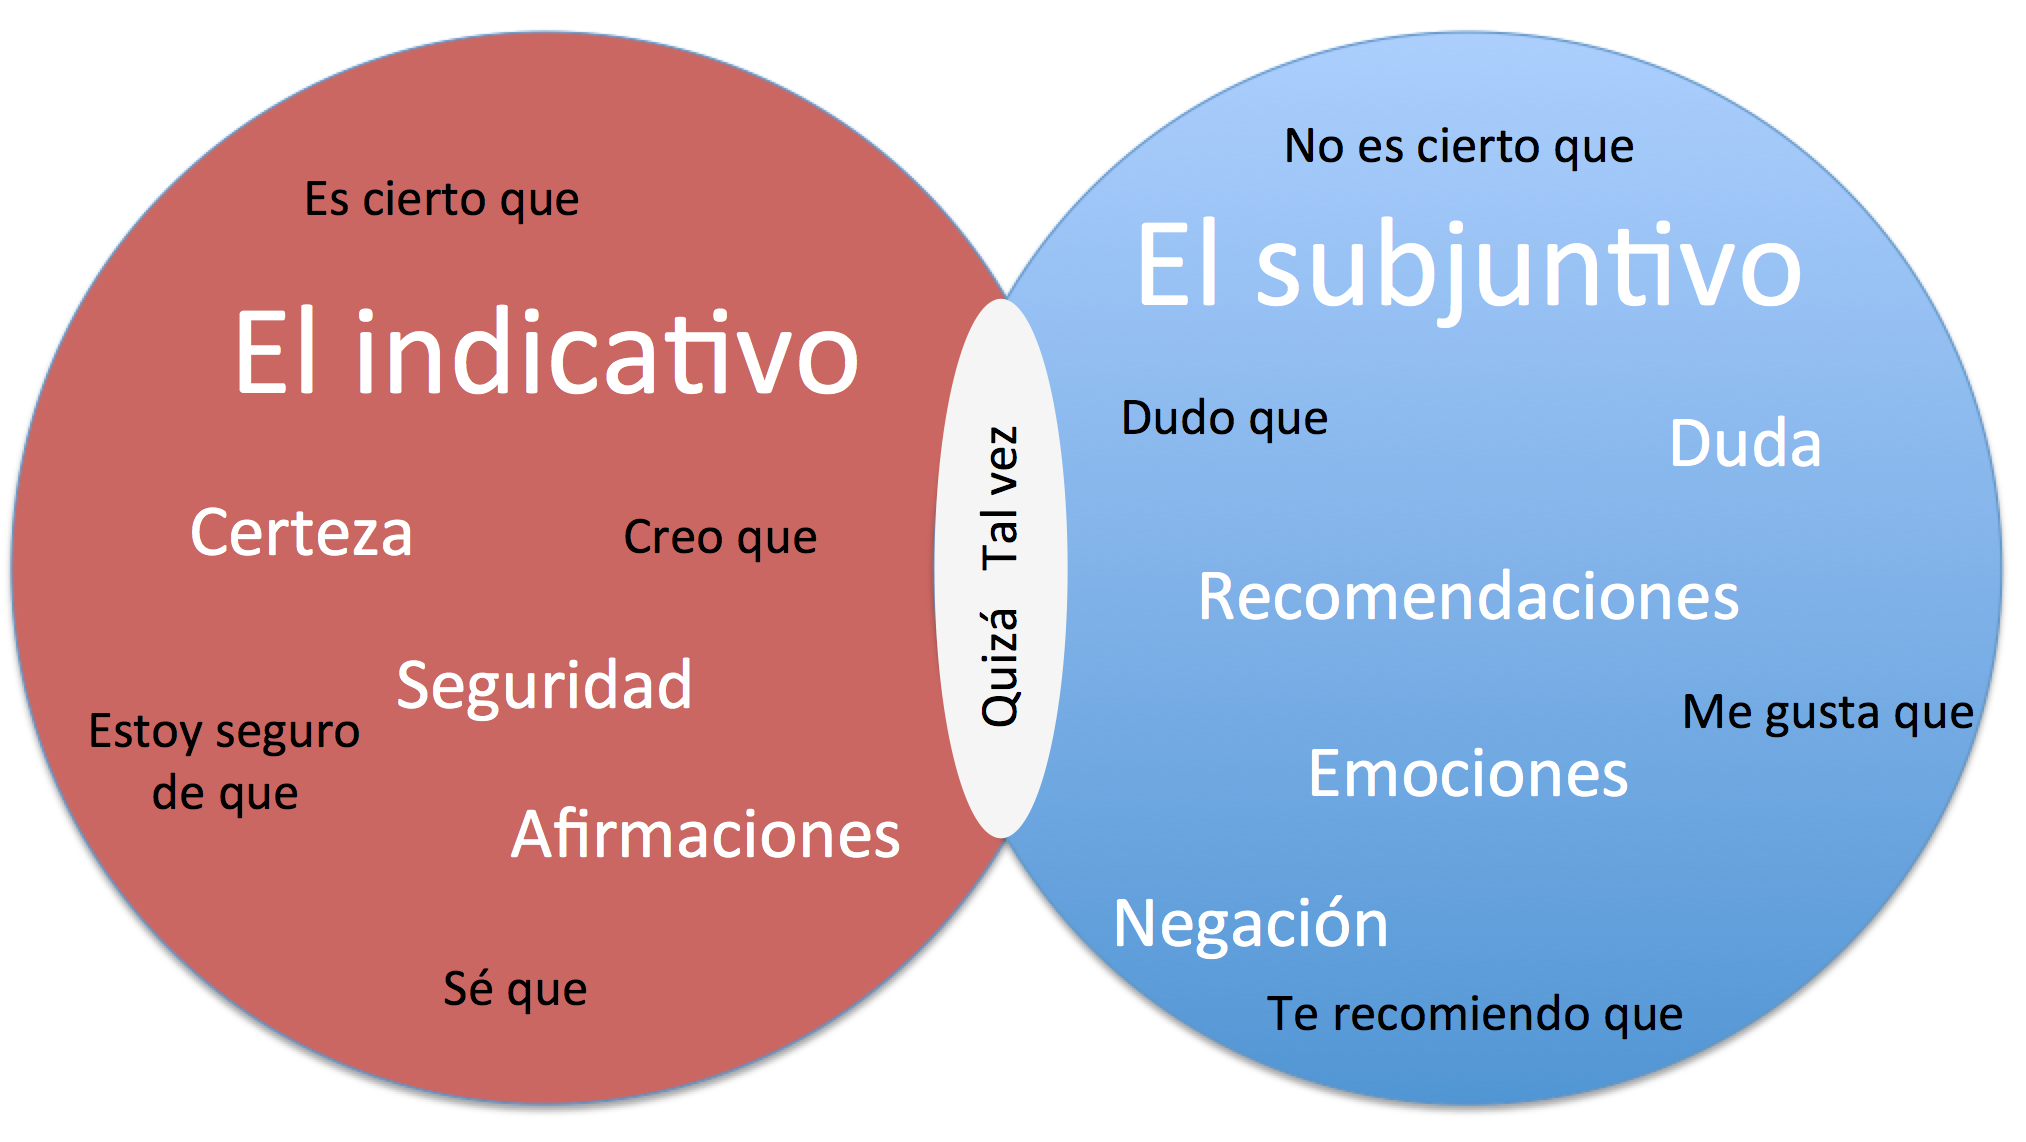 Es cierto que
El indicativo
Certeza
Creo que
Seguridad
Estoy seguro
de que
Afirmaciones
Sé que
Quizá Tal vez
No es cierto que
El subjuntivo
Dudo que
Duda
Recomendaciones
Me gusta que
Emociones
Negación
Te recomiendo que